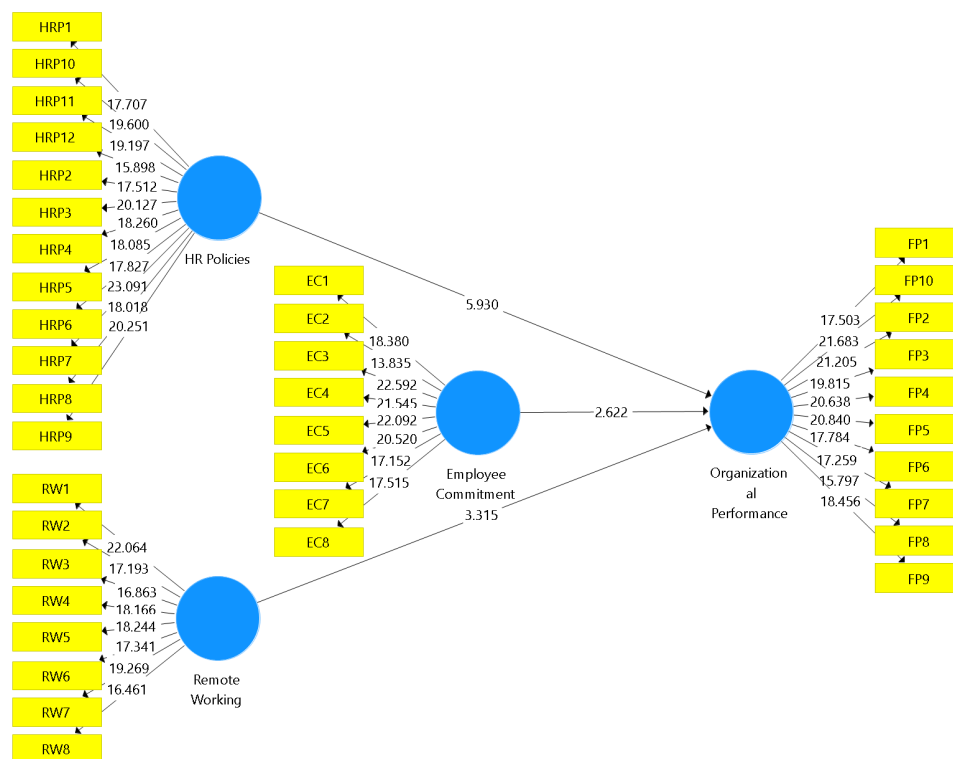 HRP1
HRP10
HRP11
HRP12
HRP2
HRP3
HRP4
HRP5
HRP6
HRP7
HRP8
HRP9
17.707
19.600
19.197
15.898
17.512
20.127
18.260
18.085
17.827
23.091
18.018
20.251
HR Policies
5.930
EC1
EC2
EC3
EC4
EC5
EC6
EC7
EC8
18.380
13.835
22.592
21.545
22.092
20.520
17.152
17.515
Employee
Commitment
2.622
RW1
RW2
RW3
RW4
RW5
RW6
RW7
RW8
22.064
17.193
16.863
18.166
18.244
17.341
19.269
16.461
Remote
Working
3.315
Organization
al
Performance
17.503
21.683
21.205
19.815
20.638
20.840
17.784
17.259
15.797
18.456
FP1
FP10
FP2
FP3
FP4
FP5
FP6
FP7
FP8
FP9